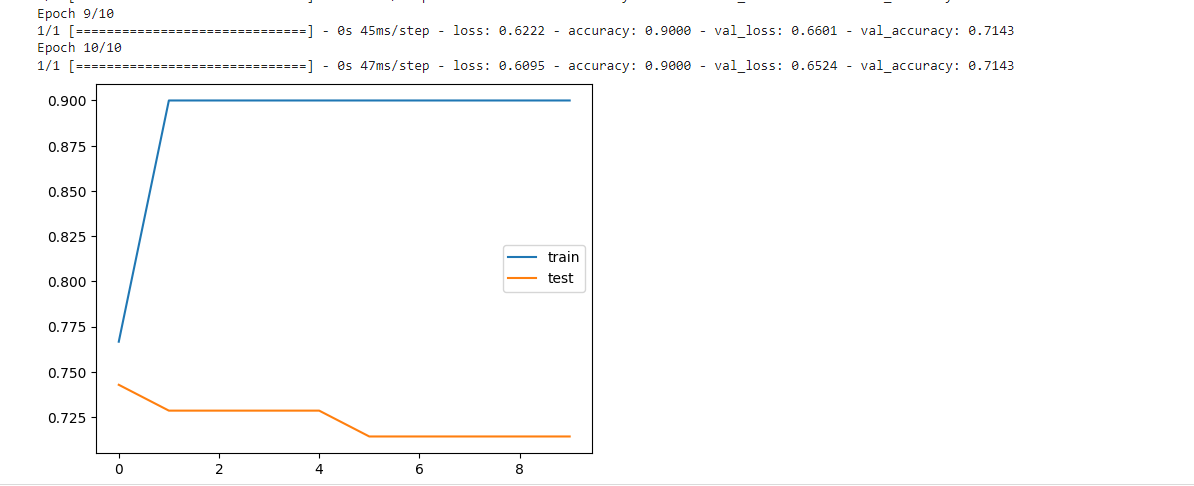 Epoch 9/10
1/1 [==============================] - 0s 45ms/step - loss: 0.6222 - accuracy: 0.9000 - val_loss: 0.6601 - val_accuracy: 0.7143
Epoch 10/10
1/1 [==============================] - 0s 47ms/step - loss: 0.6095 - accuracy: 0.9000 - val_loss: 0.6524 - val_accuracy: 0.7143
0.900
0.875
0.850
0.825
0.800
0.775
0.750
0.725
train
test
0 2 4 6 8